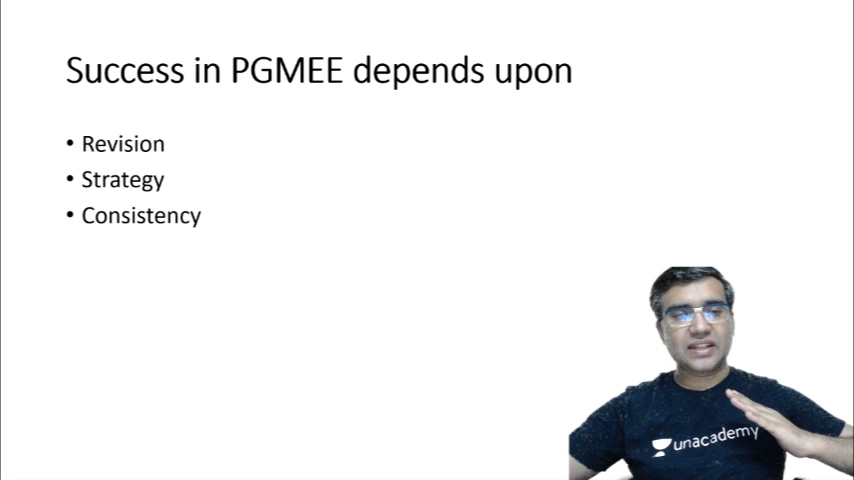 Success in PGMEE depends upon
• Revision
• Strategy
• Consistency
unacademy